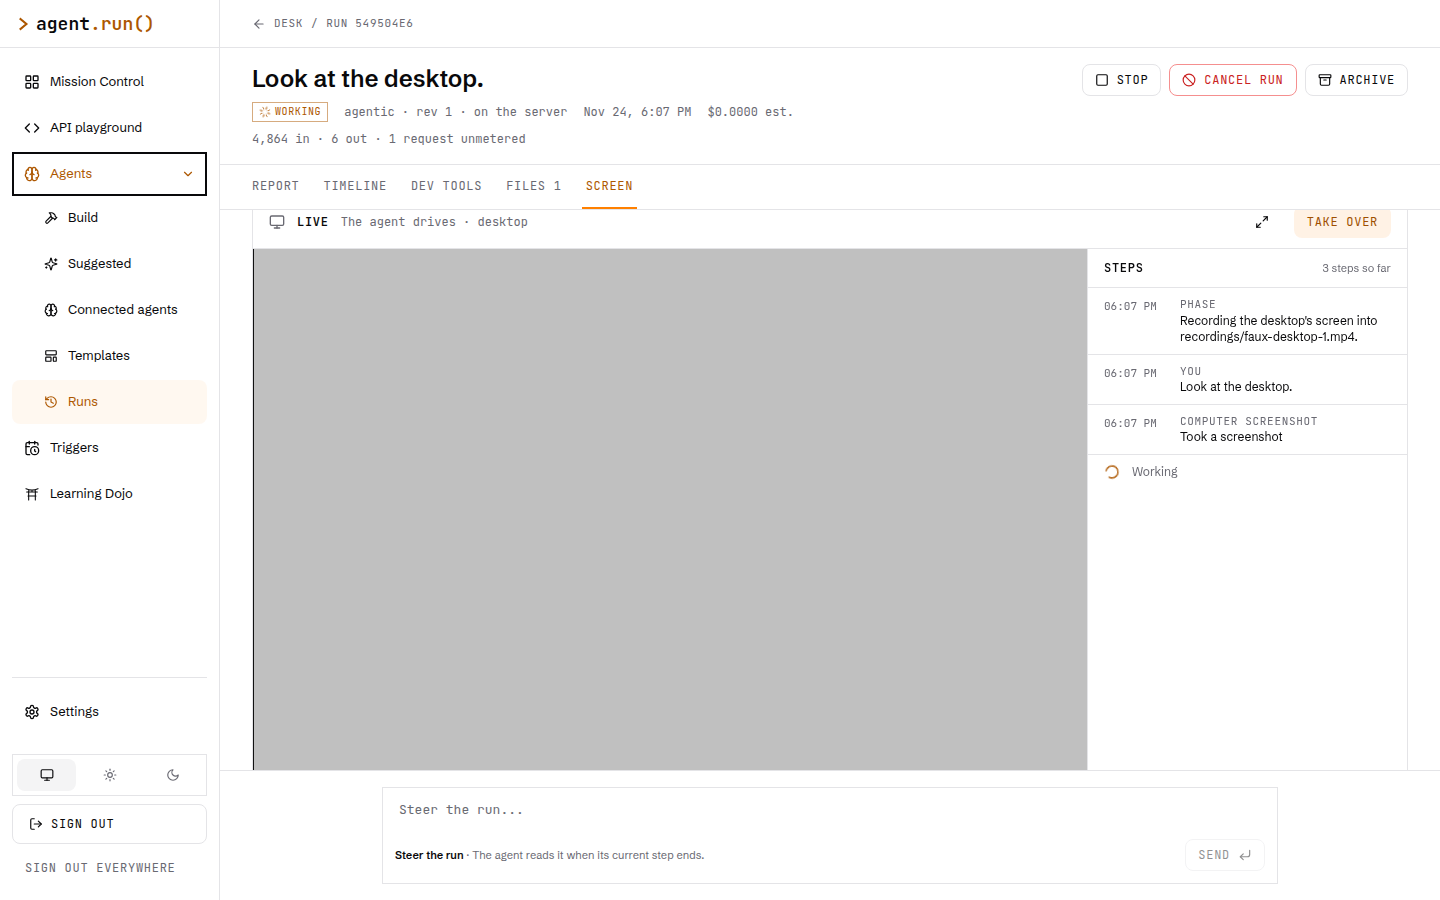 agent.run()
Mission Control
API playground
Agents
Build
Suggested
Connected agents
Templates
Runs
Triggers
Learning Dojo
Settings
SIGN OUT
SIGN OUT EVERYWHERE
DESK / RUN 549504E6
Look at the desktop.
STOP
CANCEL RUN
ARCHIVE
WORKING agentic · rev 1 · on the server Nov 24, 6:07 PM $0.0000 est.
4,864 in · 6 out · 1 request unmetered
REPORT TIMELINE DEV TOOLS FILES 1 SCREEN
LIVE The agent drives · desktop
TAKE OVER
STEPS 3 steps so far
06:07 PM PHASE
Recording the desktop's screen into
recordings/faux-desktop-1.mp4.
06:07 PM YOU
Look at the desktop.
06:07 PM COMPUTER SCREENSHOT
Took a screenshot
Working
Steer the run...
Steer the run · The agent reads it when its current step ends.
SEND